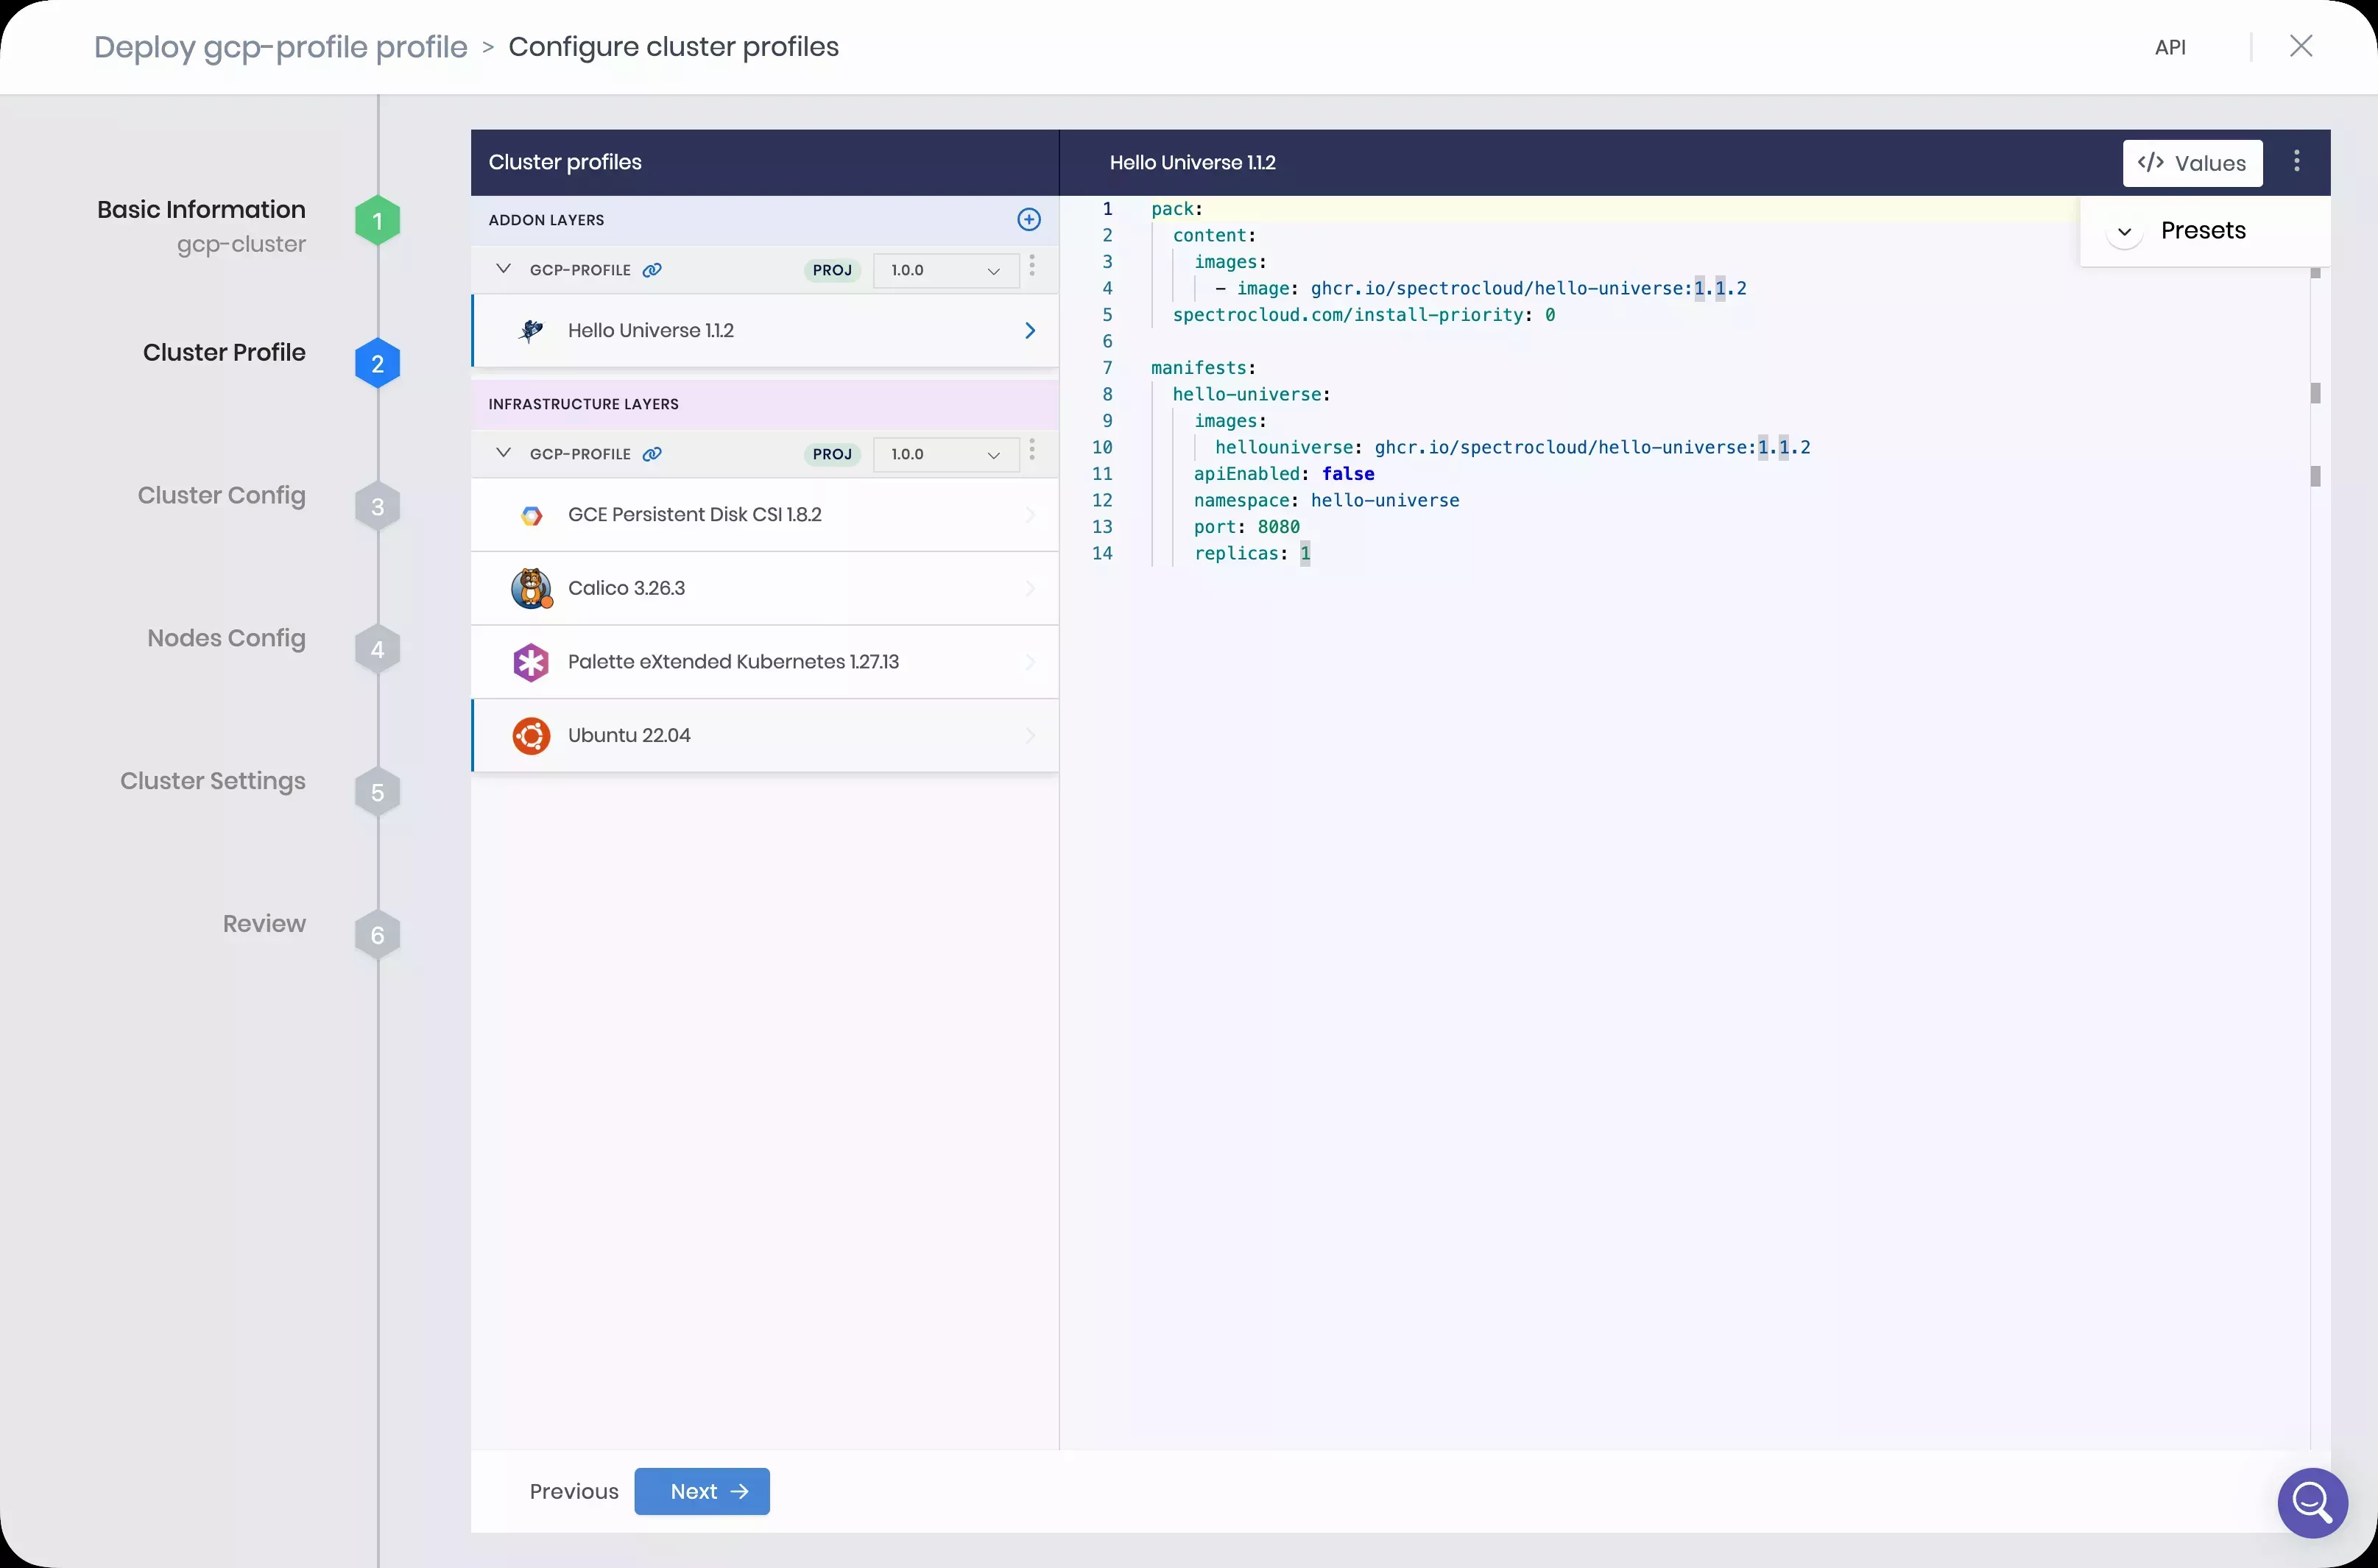 Deploy gcp-profile profile > Configure cluster profiles
API
Basic Information
gcp-cluster
1
Cluster Profile
2
Cluster Config
3
Nodes Config
4
Cluster Settings
5
Review
6
Cluster profiles
ADDON LAYERS
GCP-PROFILE PROJ 1.0.0
Hello Universe 1.1.2
INFRASTRUCTURE LAYERS
GCP-PROFILE PROJ 1.0.0
GCE Persistent Disk CSI 1.8.2
Calico 3.26.3
Palette eXtended Kubernetes 1.27.13
Ubuntu 22.04
Hello Universe 1.1.2
</> Values
Presets
1 pack:
2 content:
3 images:
4 - image: ghcr.io/spectrocloud/hello-universe:1.1.2
5 spectrocloud.com/install-priority: 0
6
7 manifests:
8 hello-universe:
9 images:
10 hellouniverse: ghcr.io/spectrocloud/hello-universe:1.1.2
11 apiEnabled: false
12 namespace: hello-universe
13 port: 8080
14 replicas: 1
Previous
Next →